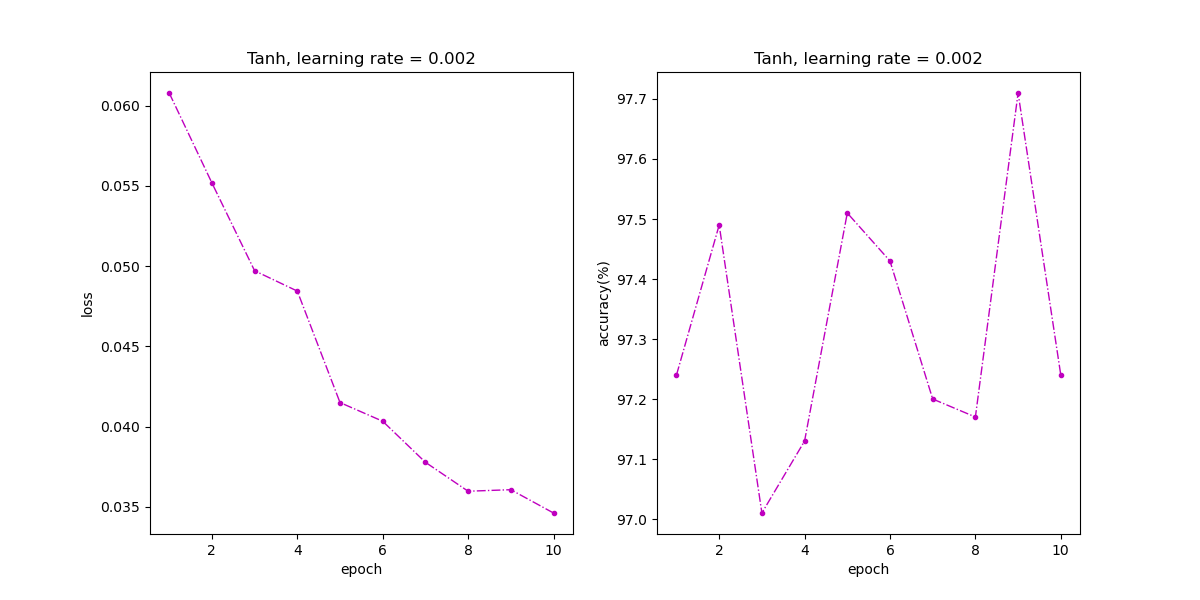 Tanh, learning rate = 0.002
0.060
0.055
0.050
0.045
0.040
0.035
loss
2 4 6 8 10
epoch
Tanh, learning rate = 0.002
97.7
97.6
97.5
97.4
97.3
97.2
97.1
97.0
accuracy(%)
2 4 6 8 10
epoch